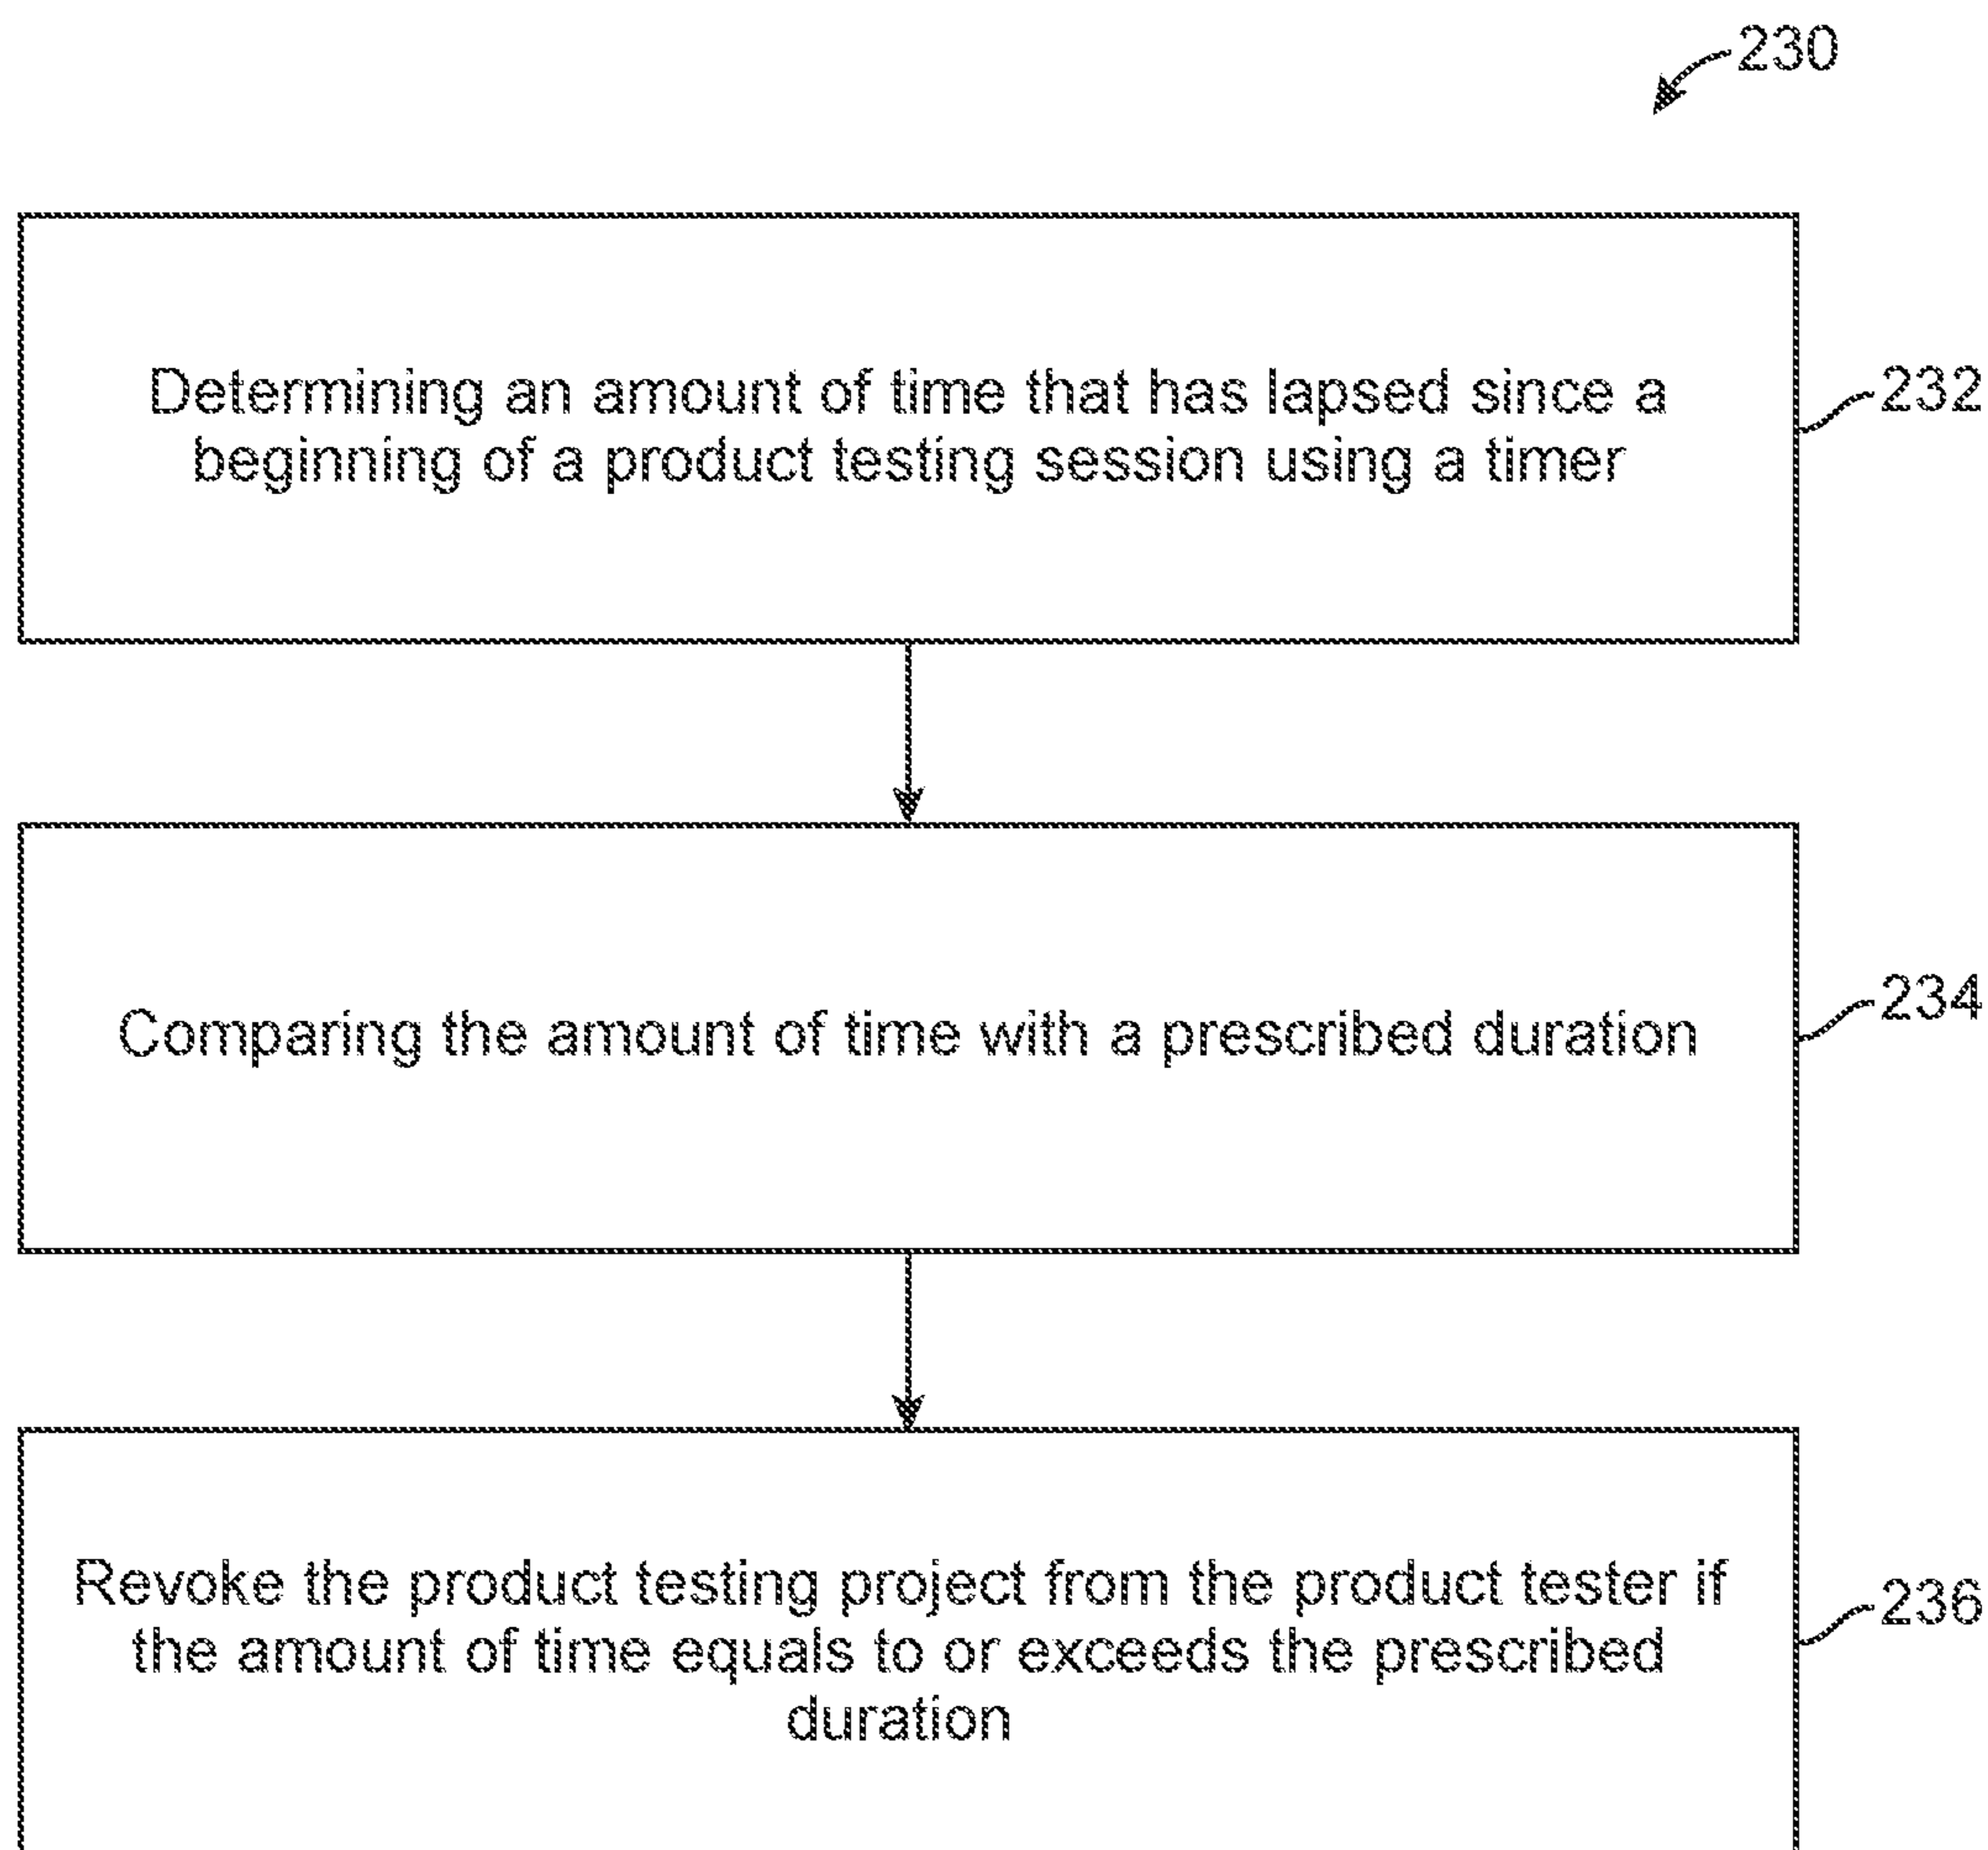 230
Determining an amount of time that has lapsed since a
beginning of a product testing session using a timer
232
Comparing the amount of time with a prescribed duration
234
Revoke the product testing project from the product tester if
the amount of time equals to or exceeds the prescribed
duration
236